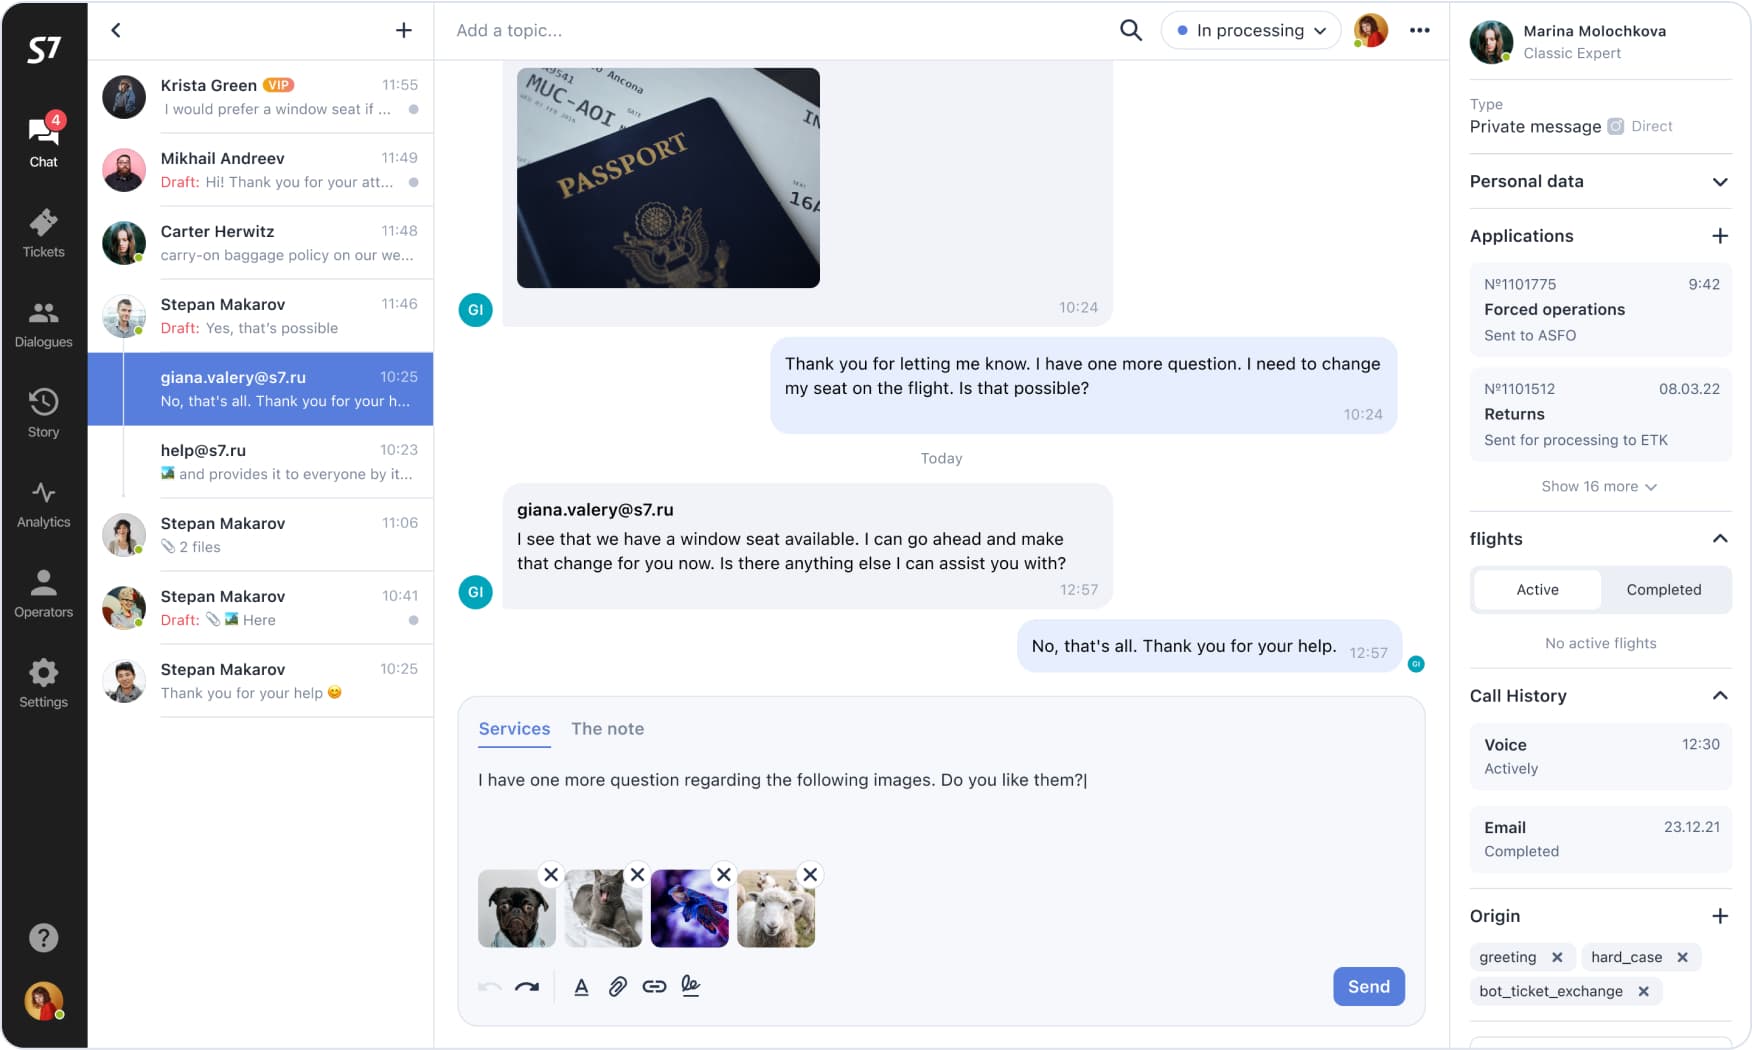 S7
4
Chat
Tickets
Dialogues
Story
Analytics
Operators
Settings
?
Krista Green VIP 11:55
I would prefer a window seat if ...
Mikhail Andreev 11:49
Draft: Hi! Thank you for your att...
Carter Herwitz 11:48
carry-on baggage policy on our we...
Stepan Makarov 11:46
Draft: Yes, that's possible
giana.valery@s7.ru 10:25
No, that's all. Thank you for your h...
help@s7.ru 10:23
and provides it to everyone by it...
Stepan Makarov 11:06
2 files
Stepan Makarov 10:41
Draft: Here
Stepan Makarov 10:25
Thank you for your help
Add a topic...
In processing
Ancona
MUC-AOI
PASSPORT
16A
GI
10:24
Thank you for letting me know. I have one more question. I need to change
my seat on the flight. Is that possible?
10:24
Today
giana.valery@s7.ru
I see that we have a window seat available. I can go ahead and make
that change for you now. Is there anything else I can assist you with?
GI
12:57
No, that's all. Thank you for your help. 12:57
GI
Services The note
I have one more question regarding the following images. Do you like them?
A
Send
Marina Molochkova
Classic Expert
Type
Private message Direct
Personal data
Applications
№1101775 9:42
Forced operations
Sent to ASFO
№1101512 08.03.22
Returns
Sent for processing to ETK
Show 16 more
flights
Active Completed
No active flights
Call History
Voice 12:30
Actively
Email 23.12.21
Completed
Origin
greeting
hard_case
bot_ticket_exchange